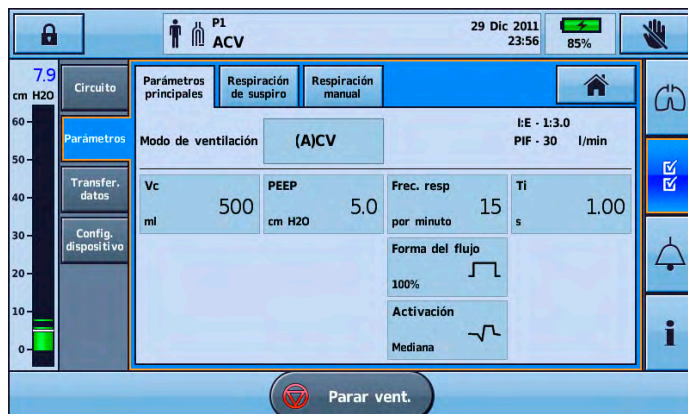 P1
ACV
29 Dic 2011
23:56
85%
7.9
cm H2O
60
50
40
30
20
10
0
Circuito
Parámetros
Transfer.
datos
Config.
dispositivo
Parámetros
principales
Respiración
de suspiro
Respiración
manual
Modo de ventilación
(A)CV
I:E - 1:3.0
PIF - 30 l/min
Vc
500
ml
PEEP
5.0
cm H2O
Frec. resp
15
por minuto
Ti
1.00
s
Forma del flujo
100%
Activación
Mediana
i
Parar vent.